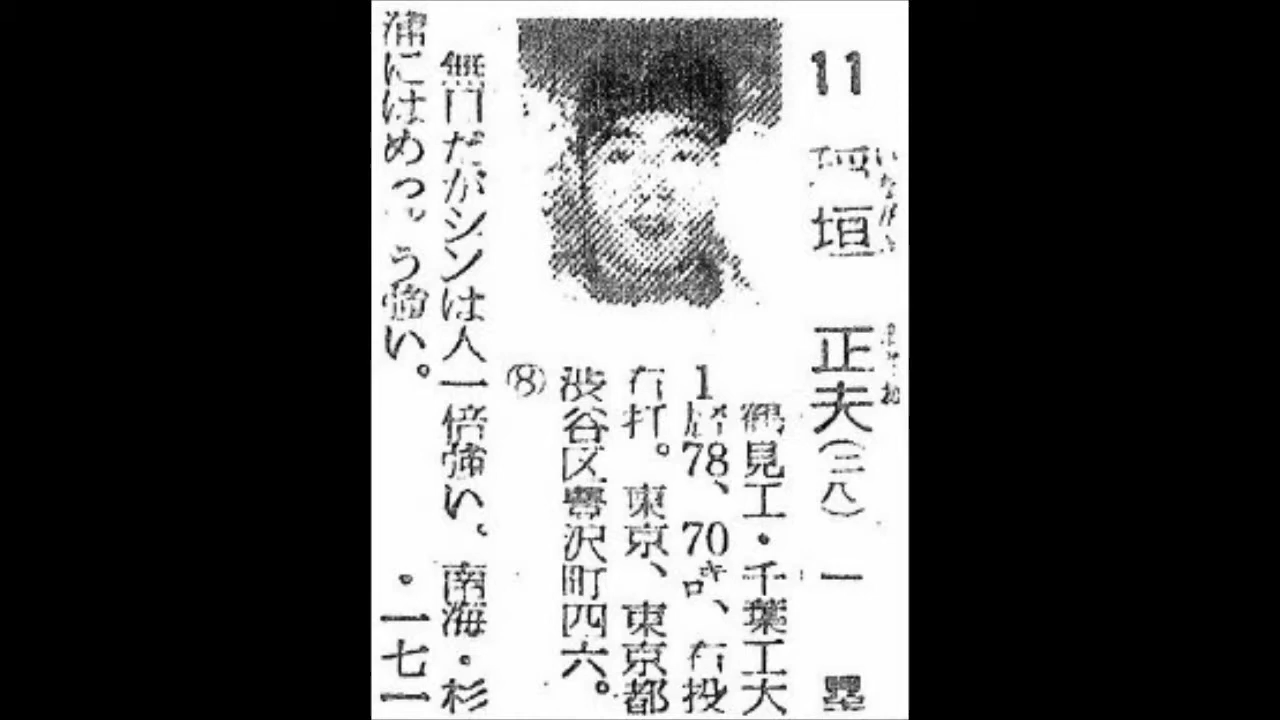 11 稲垣 正夫(二八) 一塁
鶴見工・千葉工大
1㍍78、70㌔、右投
右打。東京、東京都
渋谷区豊沢町四六。
⑧
無口だがシンは人一倍強い。南海・杉
浦にはめっぽう強い。 ・一七一